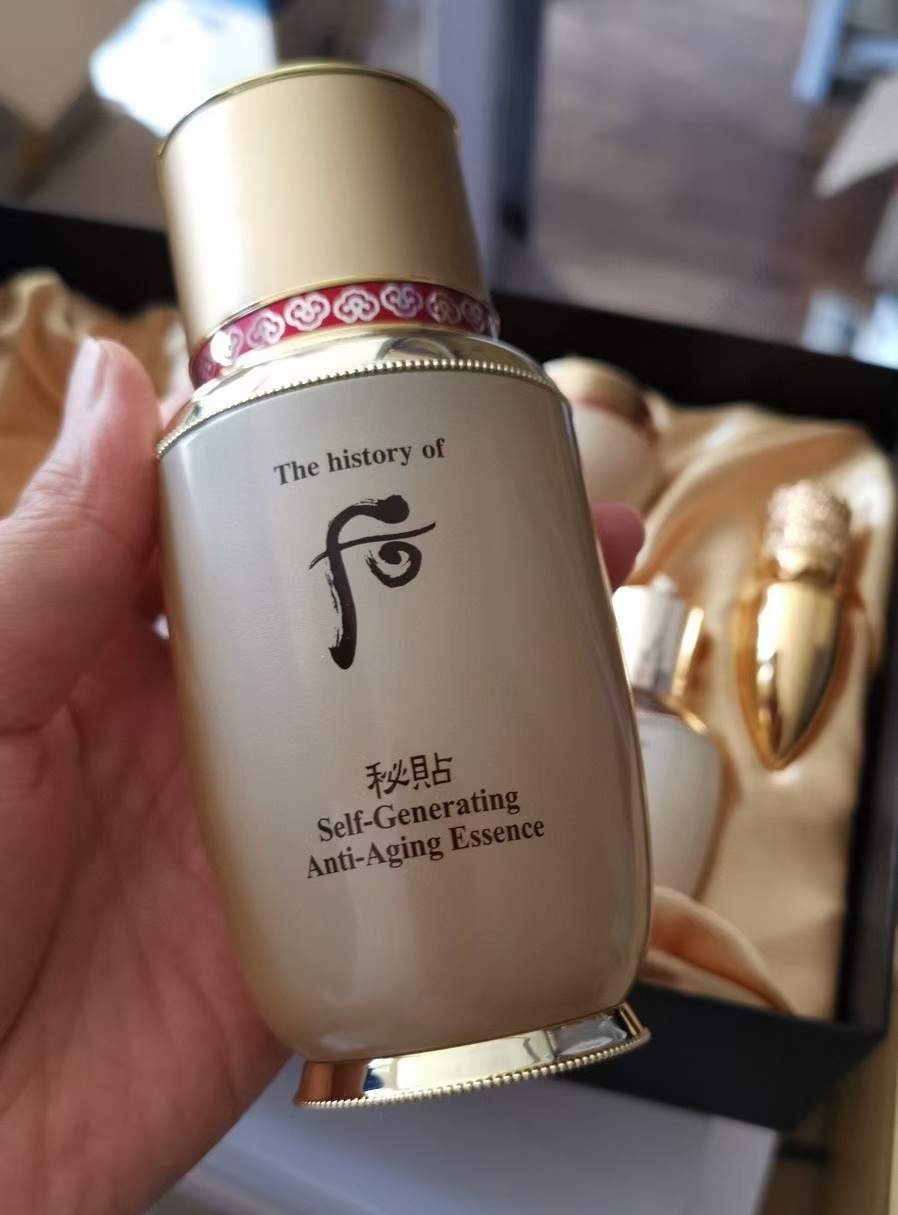 The history of
后
秘貼
Self-Generating
Anti-Aging Essence